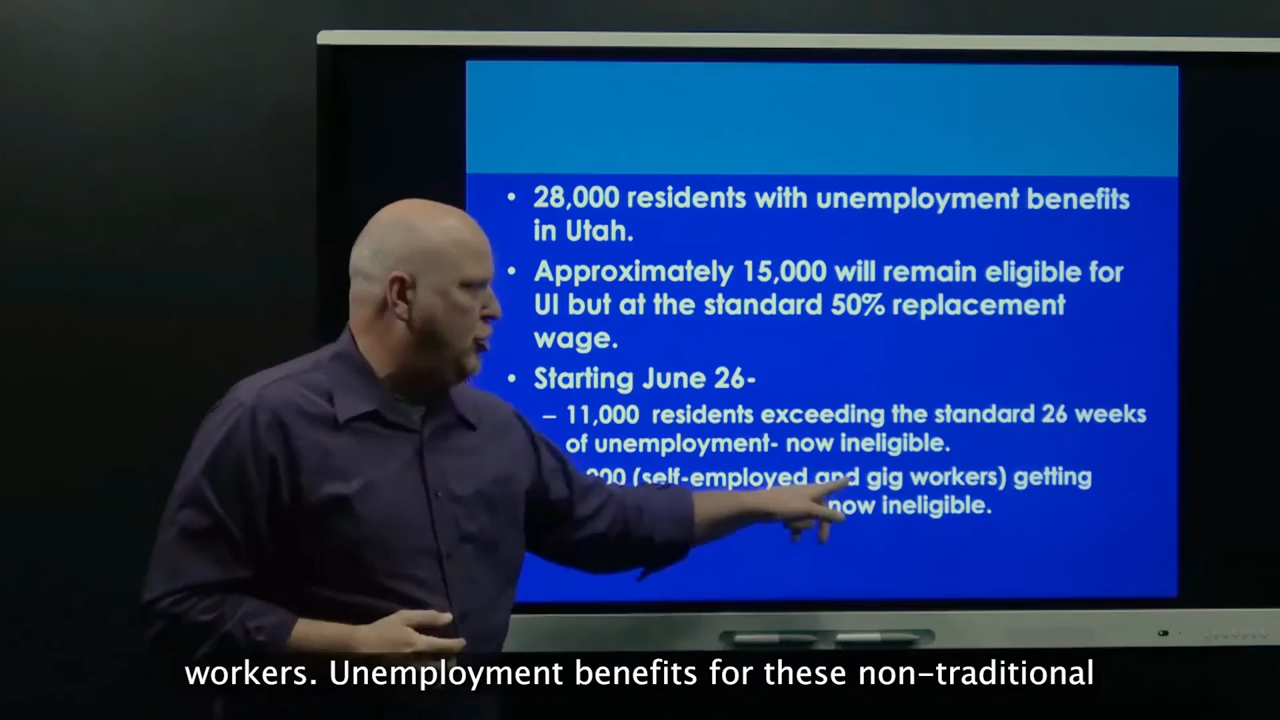 • 28,000 residents with unemployment benefits
in Utah.
• Approximately 15,000 will remain eligible for
UI but at the standard 50% replacement
wage.
• Starting June 26-
– 11,000 residents exceeding the standard 26 weeks
of unemployment- now ineligible.
(self-employed and gig workers) getting
now ineligible.
workers. Unemployment benefits for these non-traditional